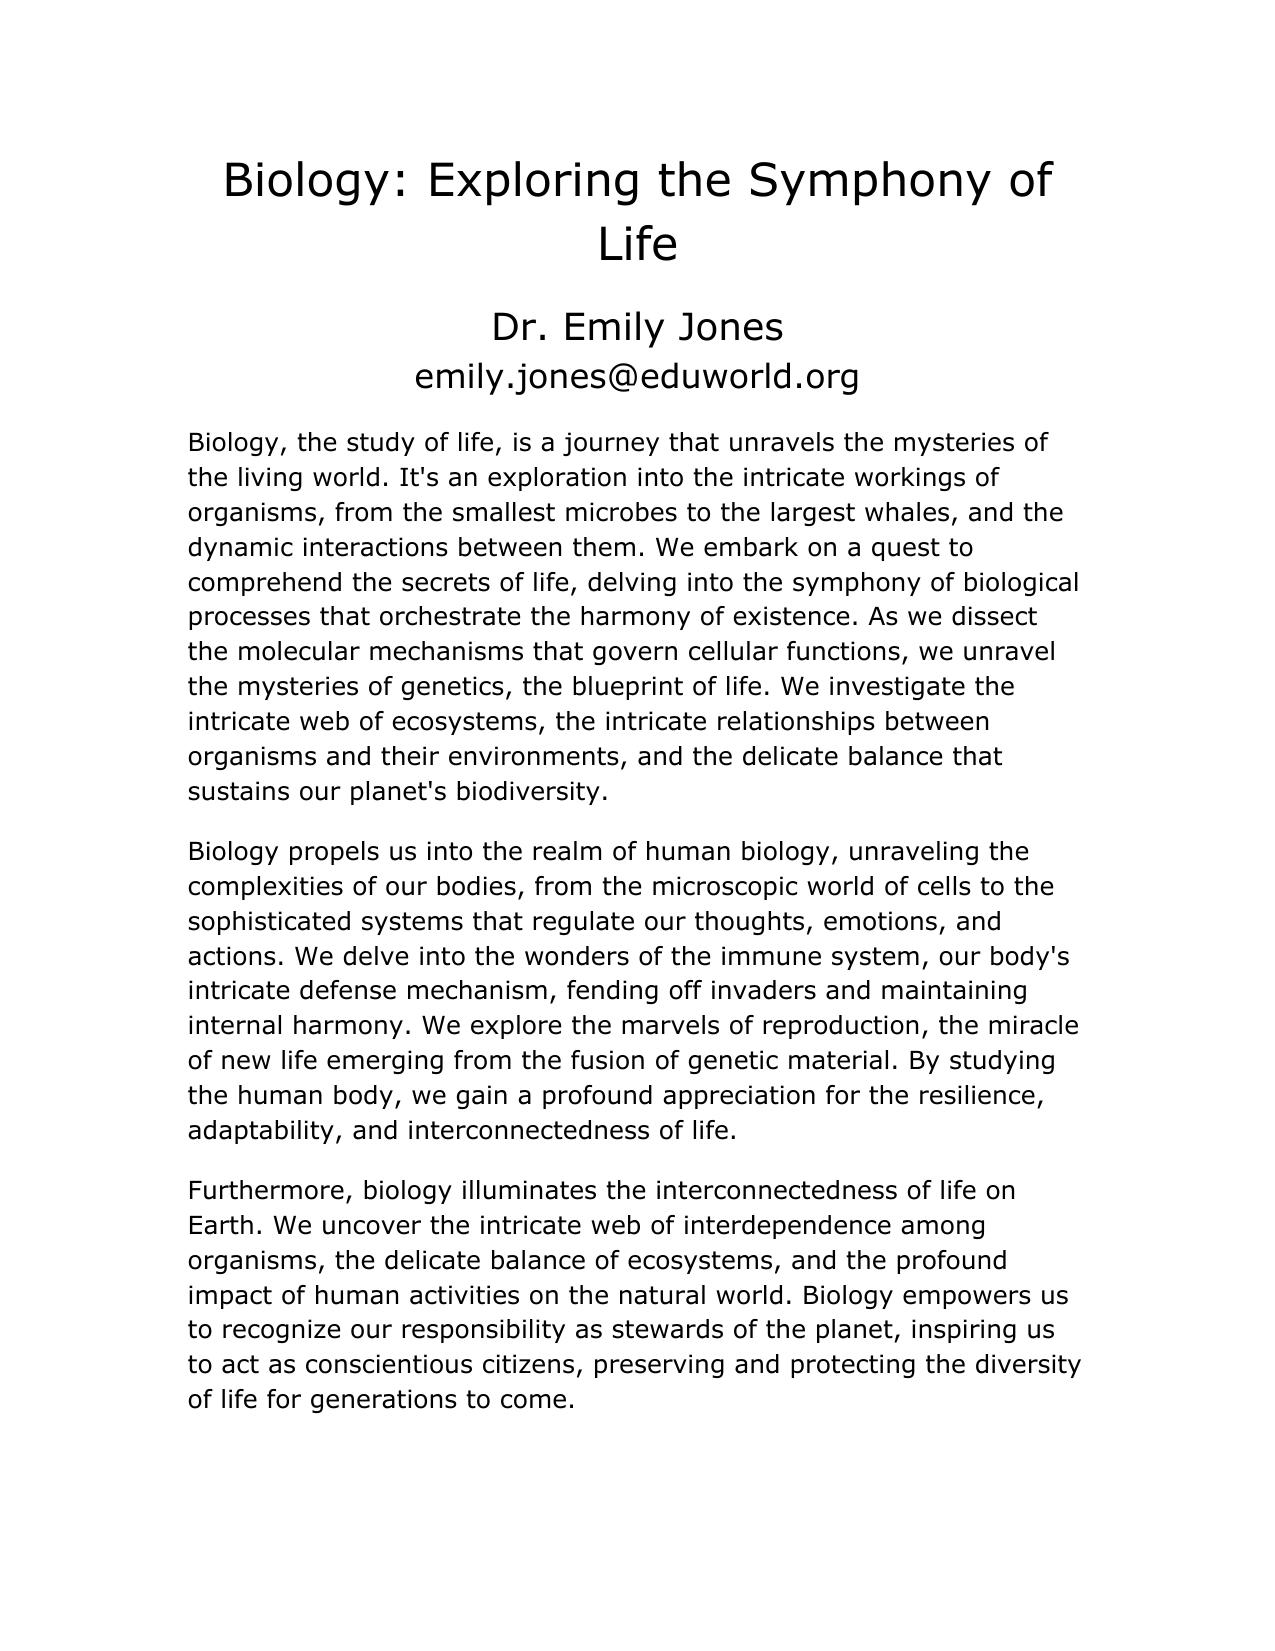 Biology: Exploring the Symphony of
Life
Dr. Emily Jones
emily.jones@eduworld.org
Biology, the study of life, is a journey that unravels the mysteries of
the living world. It's an exploration into the intricate workings of
organisms, from the smallest microbes to the largest whales, and the
dynamic interactions between them. We embark on a quest to
comprehend the secrets of life, delving into the symphony of biological
processes that orchestrate the harmony of existence. As we dissect
the molecular mechanisms that govern cellular functions, we unravel
the mysteries of genetics, the blueprint of life. We investigate the
intricate web of ecosystems, the intricate relationships between
organisms and their environments, and the delicate balance that
sustains our planet's biodiversity.
Biology propels us into the realm of human biology, unraveling the
complexities of our bodies, from the microscopic world of cells to the
sophisticated systems that regulate our thoughts, emotions, and
actions. We delve into the wonders of the immune system, our body's
intricate defense mechanism, fending off invaders and maintaining
internal harmony. We explore the marvels of reproduction, the miracle
of new life emerging from the fusion of genetic material. By studying
the human body, we gain a profound appreciation for the resilience,
adaptability, and interconnectedness of life.
Furthermore, biology illuminates the interconnectedness of life on
Earth. We uncover the intricate web of interdependence among
organisms, the delicate balance of ecosystems, and the profound
impact of human activities on the natural world. Biology empowers us
to recognize our responsibility as stewards of the planet, inspiring us
to act as conscientious citizens, preserving and protecting the diversity
of life for generations to come.